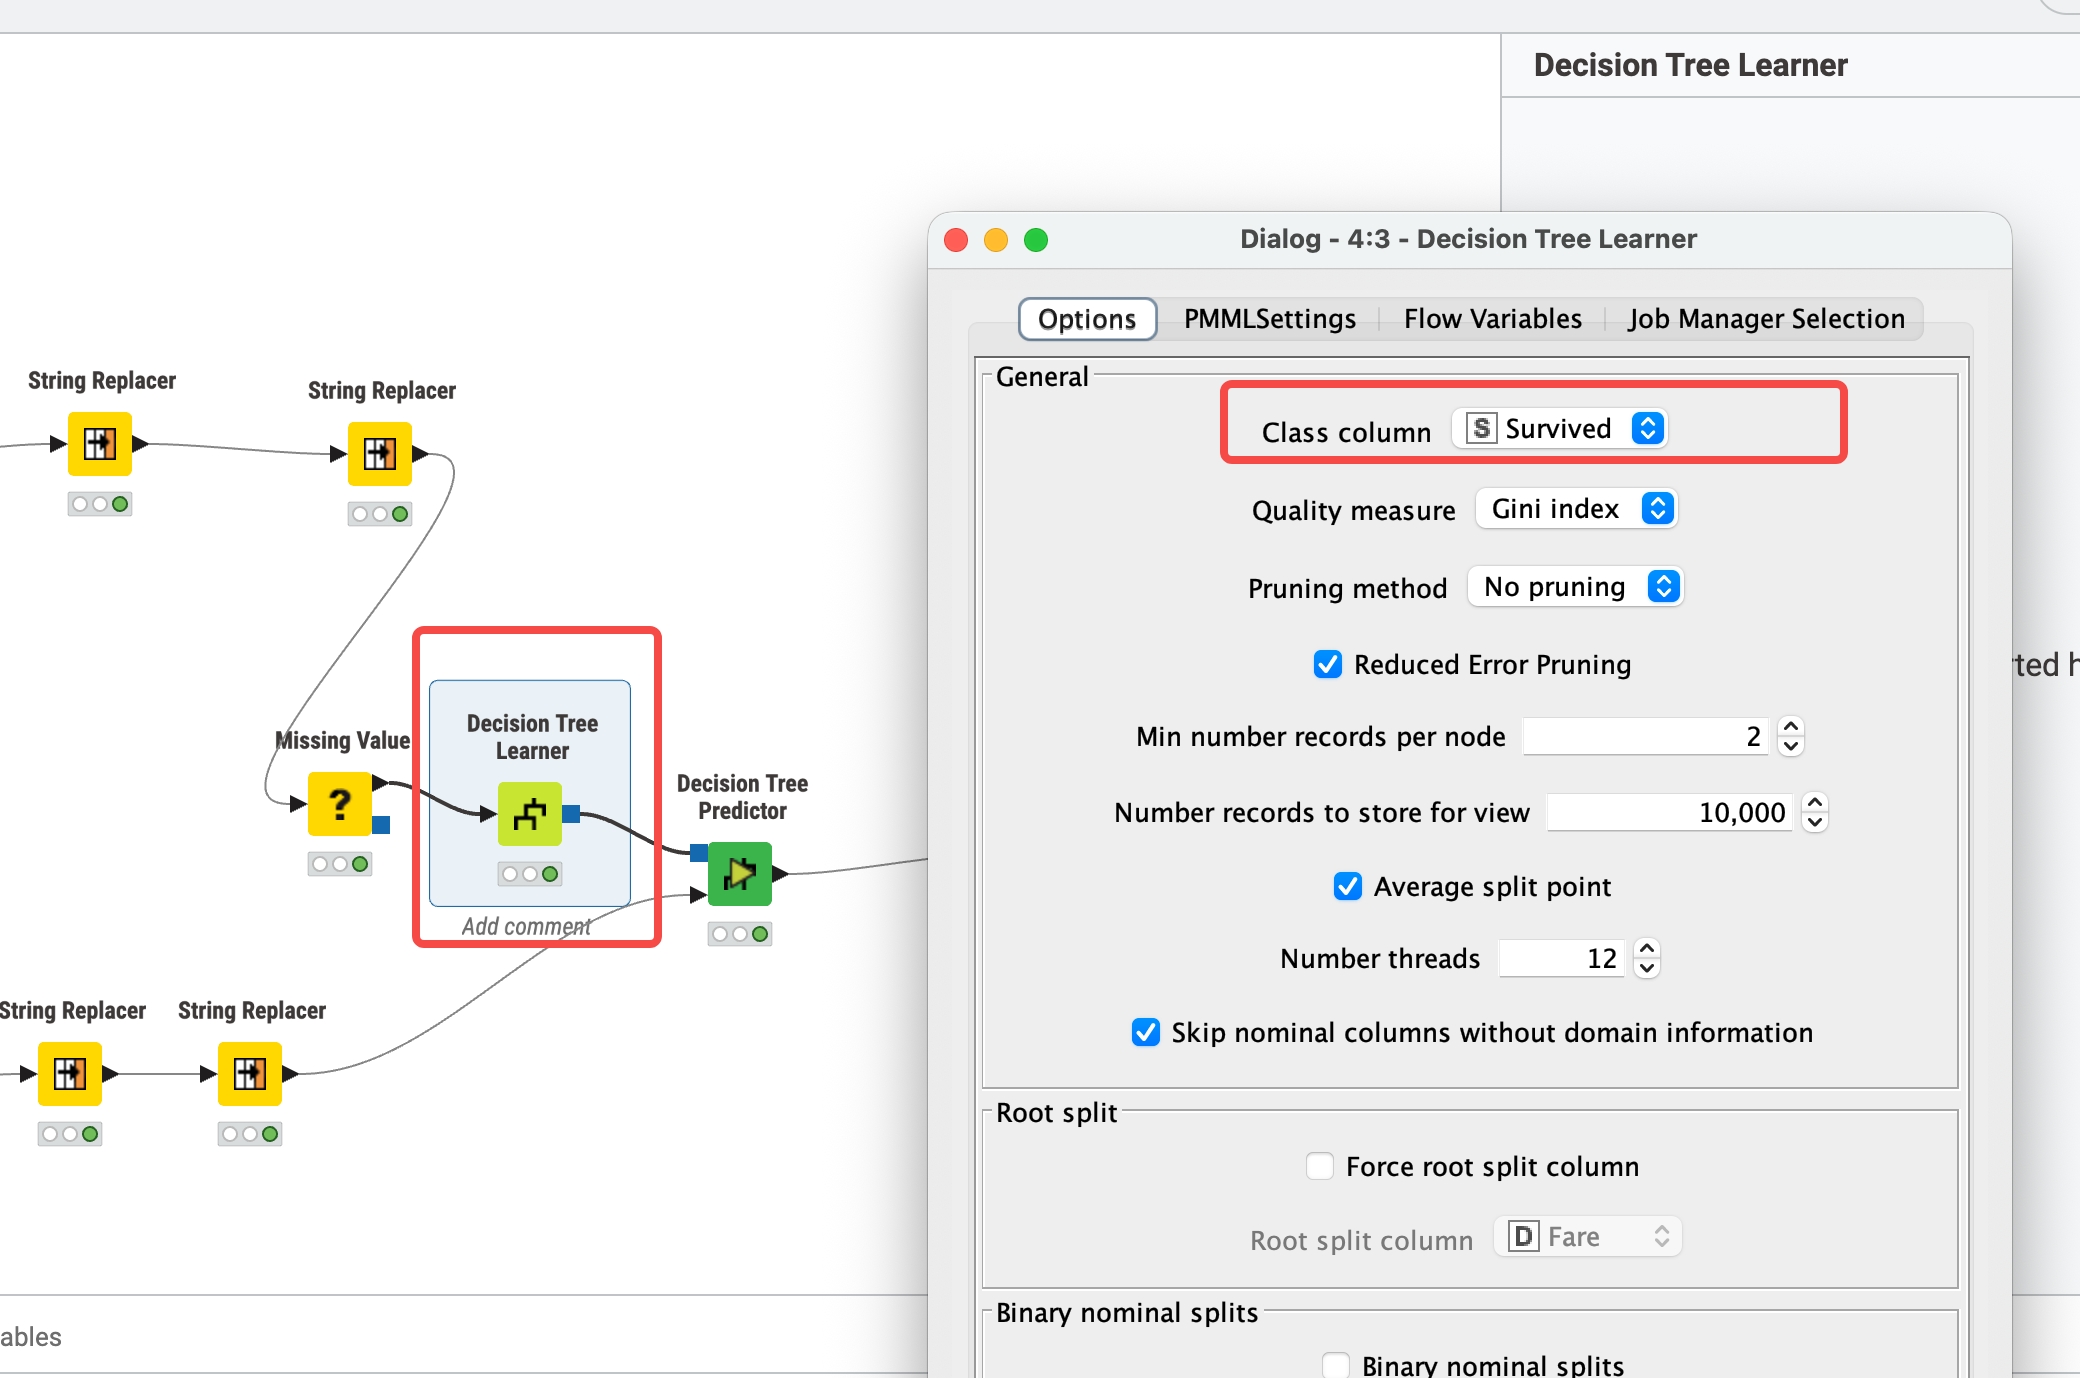 Decision Tree Learner
Dialog - 4:3 - Decision Tree Learner
Options
PMMLSettings
Flow Variables
Job Manager Selection
General
Class column
S
Survived
Quality measure
Gini index
Pruning method
No pruning
Reduced Error Pruning
Min number records per node
2
Number records to store for view
10,000
Average split point
Number threads
12
Skip nominal columns without domain information
Root split
Force root split column
Root split column
D
Fare
Binary nominal splits
Binary nominal splits
String Replacer
String Replacer
Missing Value
?
Decision Tree
Learner
Add comment
Decision Tree
Predictor
String Replacer
String Replacer
ables
rted h